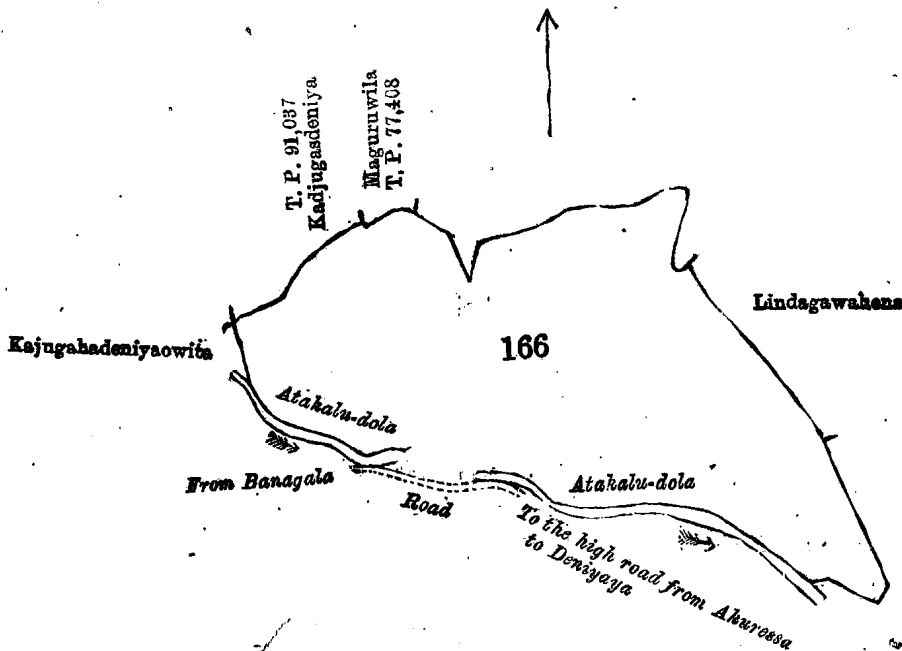 T. P. 91,037
Kadjugasdeniya
Maguruwila
T. P. 77,408
Lindagawahena
Kajugahadeniyaowita
166
Atakalu-dola
From Banagala
Road
Atakalu-dola
To the high road from Akuressa
to Deniyaya